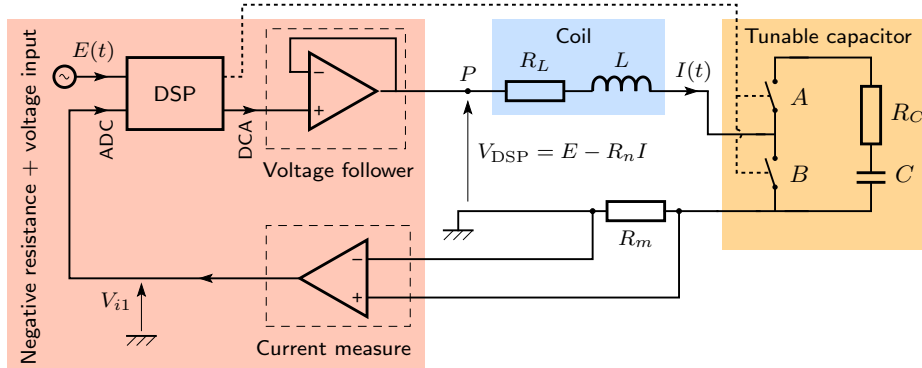 Negative resistance + voltage input
E(t)
DSP
ADC
DCA
−
+
Voltage follower
P
V_DSP = E − R_n I
Coil
R_L
L
I(t)
Tunable capacitor
A
B
R_C
C
R_m
−
+
V_i1
Current measure